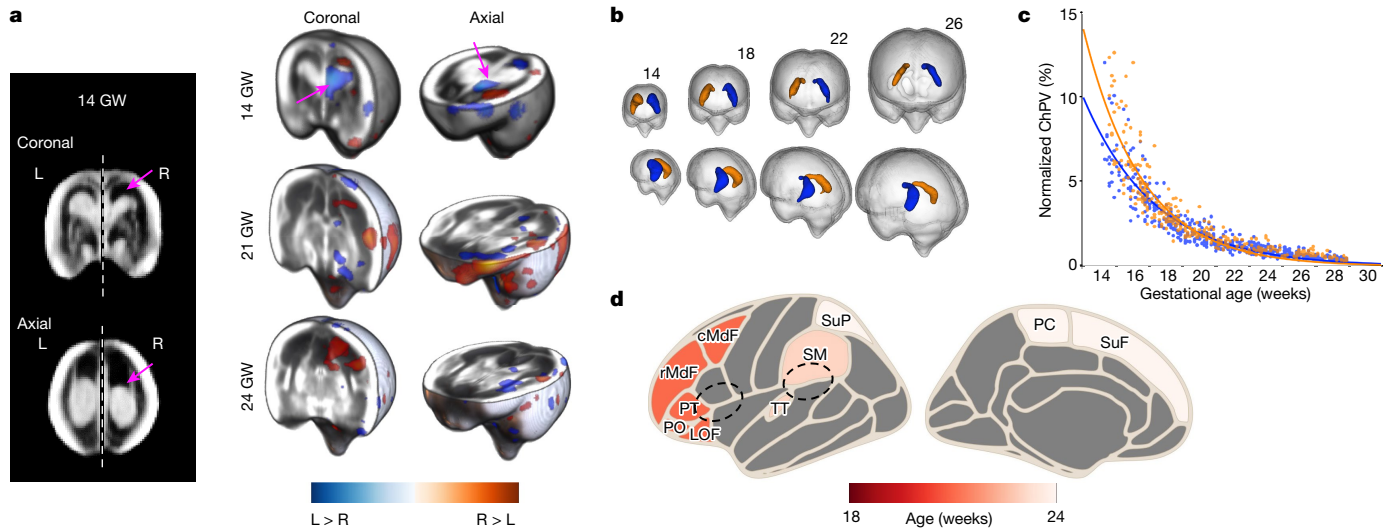 a
14 GW
Coronal
L
R
Axial
L
R
Coronal
Axial
14 GW
21 GW
24 GW
L > R
R > L
b
14
18
22
26
c
Normalized ChPV (%)
15
10
5
0
14 16 18 20 22 24 26 28 30
Gestational age (weeks)
d
cMdF
rMdF
PT
PO
LOF
SuP
SM
TT
PC
SuF
18
Age (weeks)
24